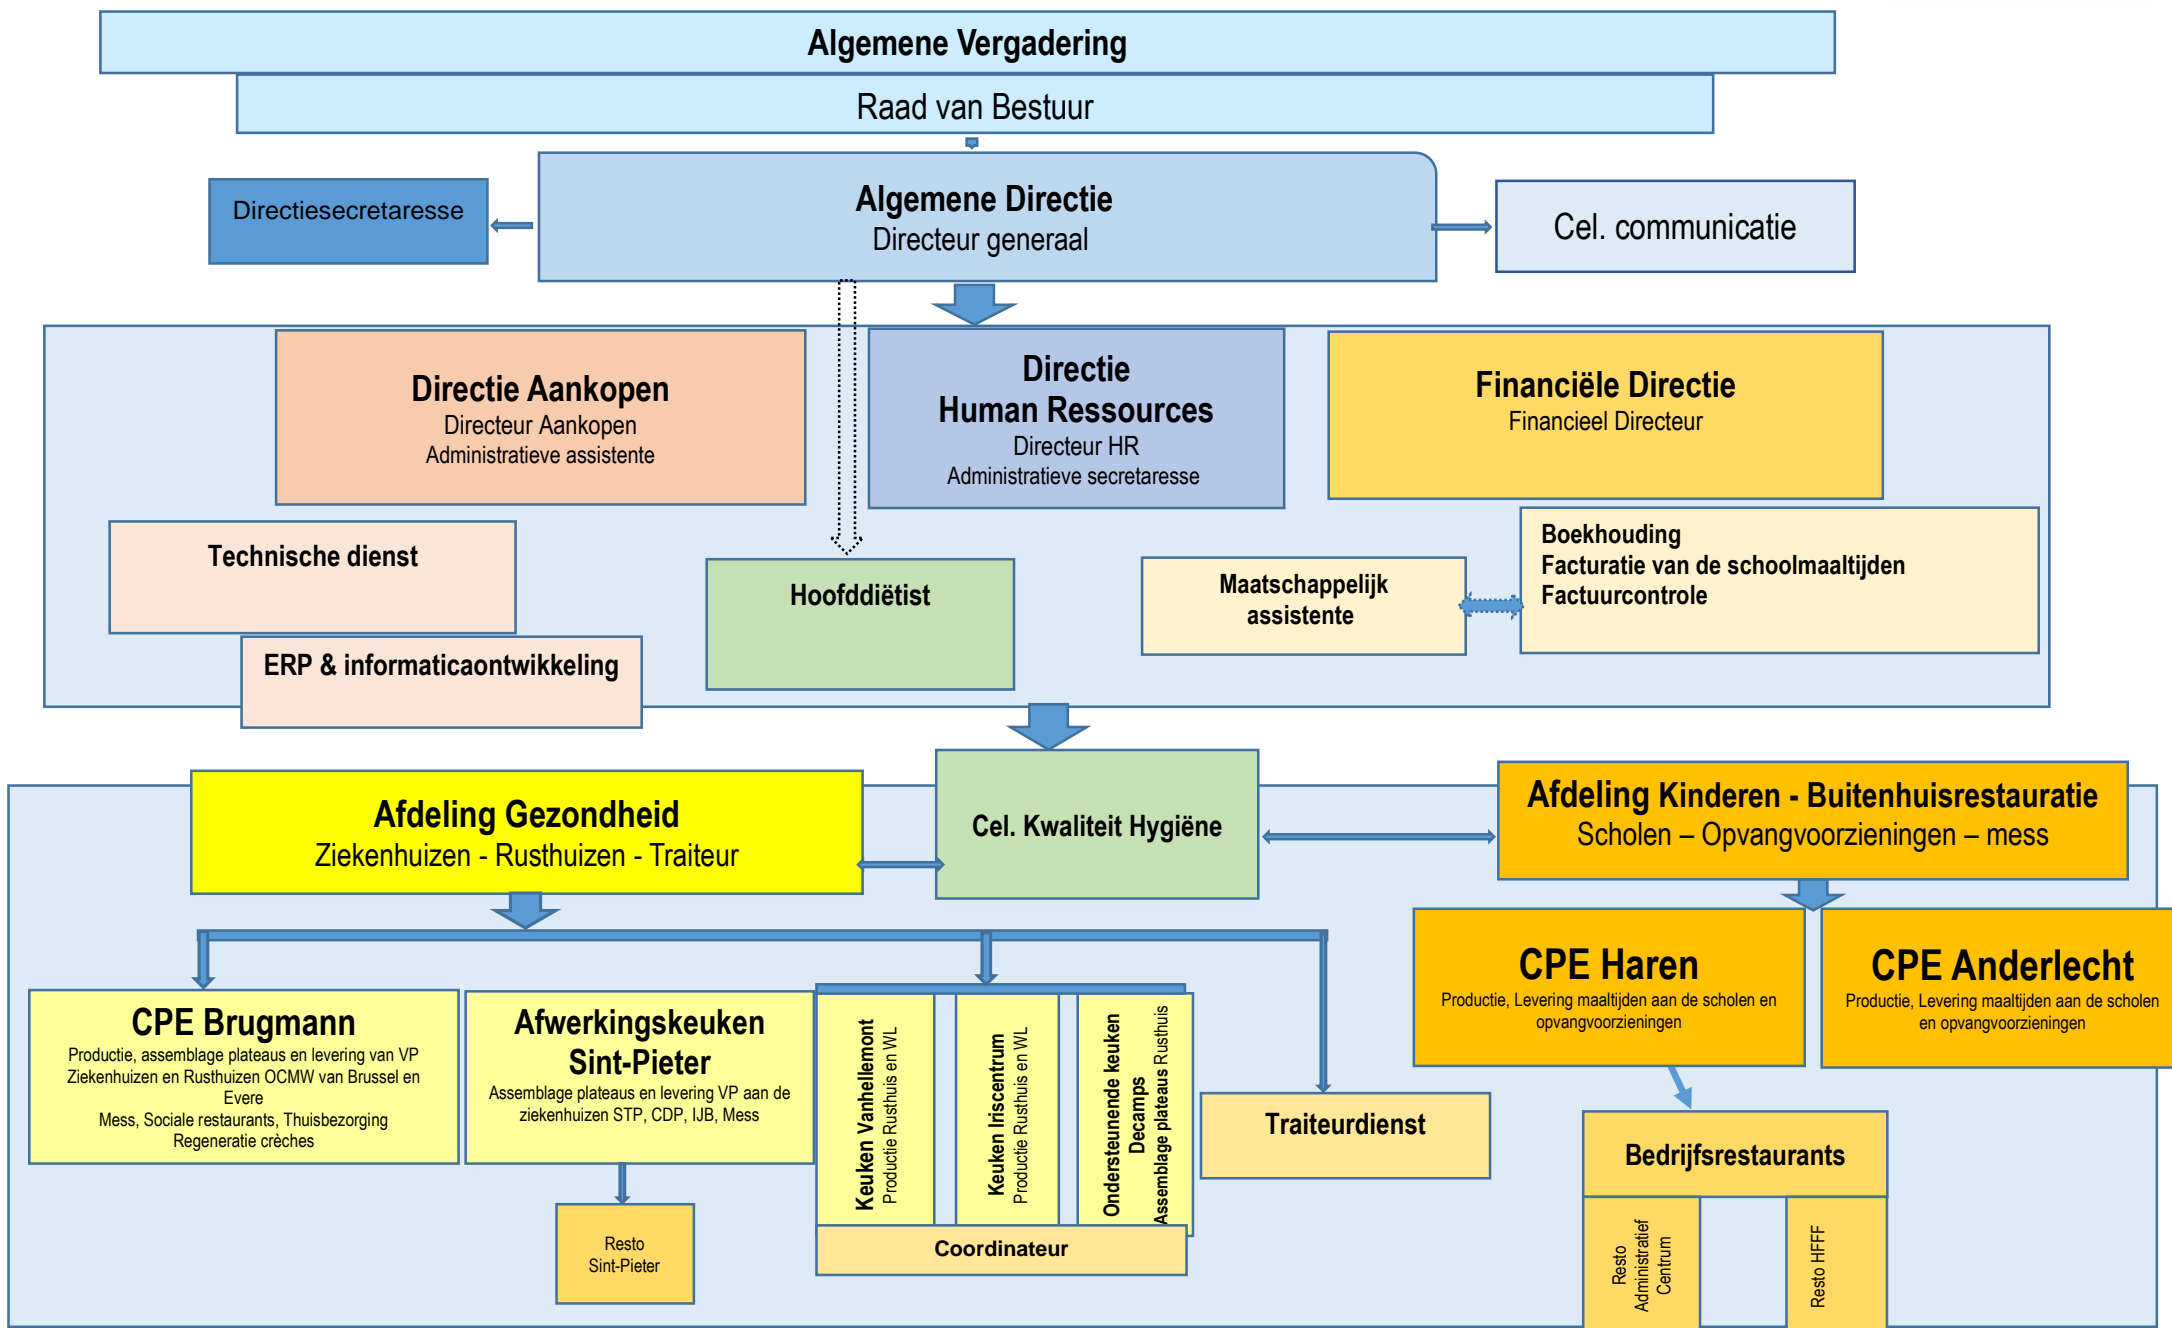 Algemene Vergadering
Raad van Bestuur
Directiesecretaresse
Algemene Directie
Directeur generaal
Cel. communicatie
Directie Aankopen
Directeur Aankopen
Administratieve assistente
Directie
Human Ressources
Directeur HR
Administratieve secretaresse
Financiële Directie
Financieel Directeur
Technische dienst
ERP & informaticaontwikkeling
Hoofddiëtist
Maatschappelijk
assistente
Boekhouding
Facturatie van de schoolmaaltijden
Factuurcontrole
Afdeling Gezondheid
Ziekenhuizen - Rusthuizen - Traiteur
Cel. Kwaliteit Hygiëne
Afdeling Kinderen - Buitenhuisrestauratie
Scholen – Opvangvoorzieningen – mess
CPE Brugmann
Productie, assemblage plateaus en levering van VP
Ziekenhuizen en Rusthuizen OCMW van Brussel en
Evere
Mess, Sociale restaurants, Thuisbezorging
Regeneratie crèches
Afwerkingskeuken
Sint-Pieter
Assemblage plateaus en levering VP aan de
ziekenhuizen STP, CDP, IJB, Mess
Resto
Sint-Pieter
Keuken Vanhellemont
Productie Rusthuis en WL
Keuken Iriscentrum
Productie Rusthuis en WL
Ondersteunende keuken
Decamps
Assemblage plateaus Rusthuis
Coordinateur
Traiteurdienst
CPE Haren
Productie, Levering maaltijden aan de scholen en
opvangvoorzieningen
CPE Anderlecht
Productie, Levering maaltijden aan de scholen
en opvangvoorzieningen
Bedrijfsrestaurants
Resto
Administratief
Centrum
Resto HFFF